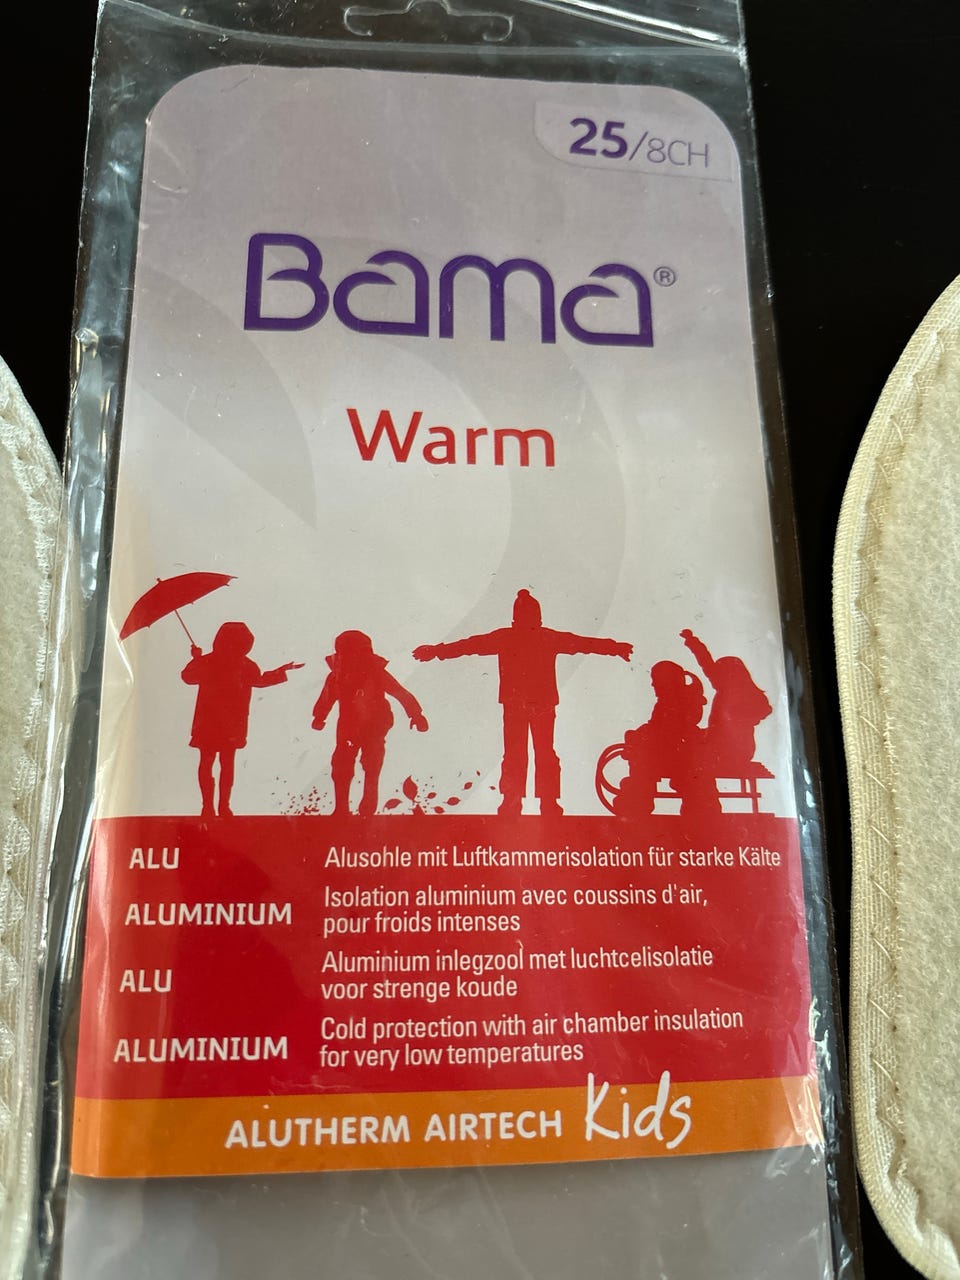 25/8CH
Bama®
Warm
ALU Alusohle mit Luftkammerisolation für starke Kälte
ALUMINIUM Isolation aluminium avec coussins d'air,
pour froids intenses
ALU Aluminium inlegzool met luchtcelisolatie
voor strenge koude
ALUMINIUM Cold protection with air chamber insulation
for very low temperatures
ALUTHERM AIRTECH Kids